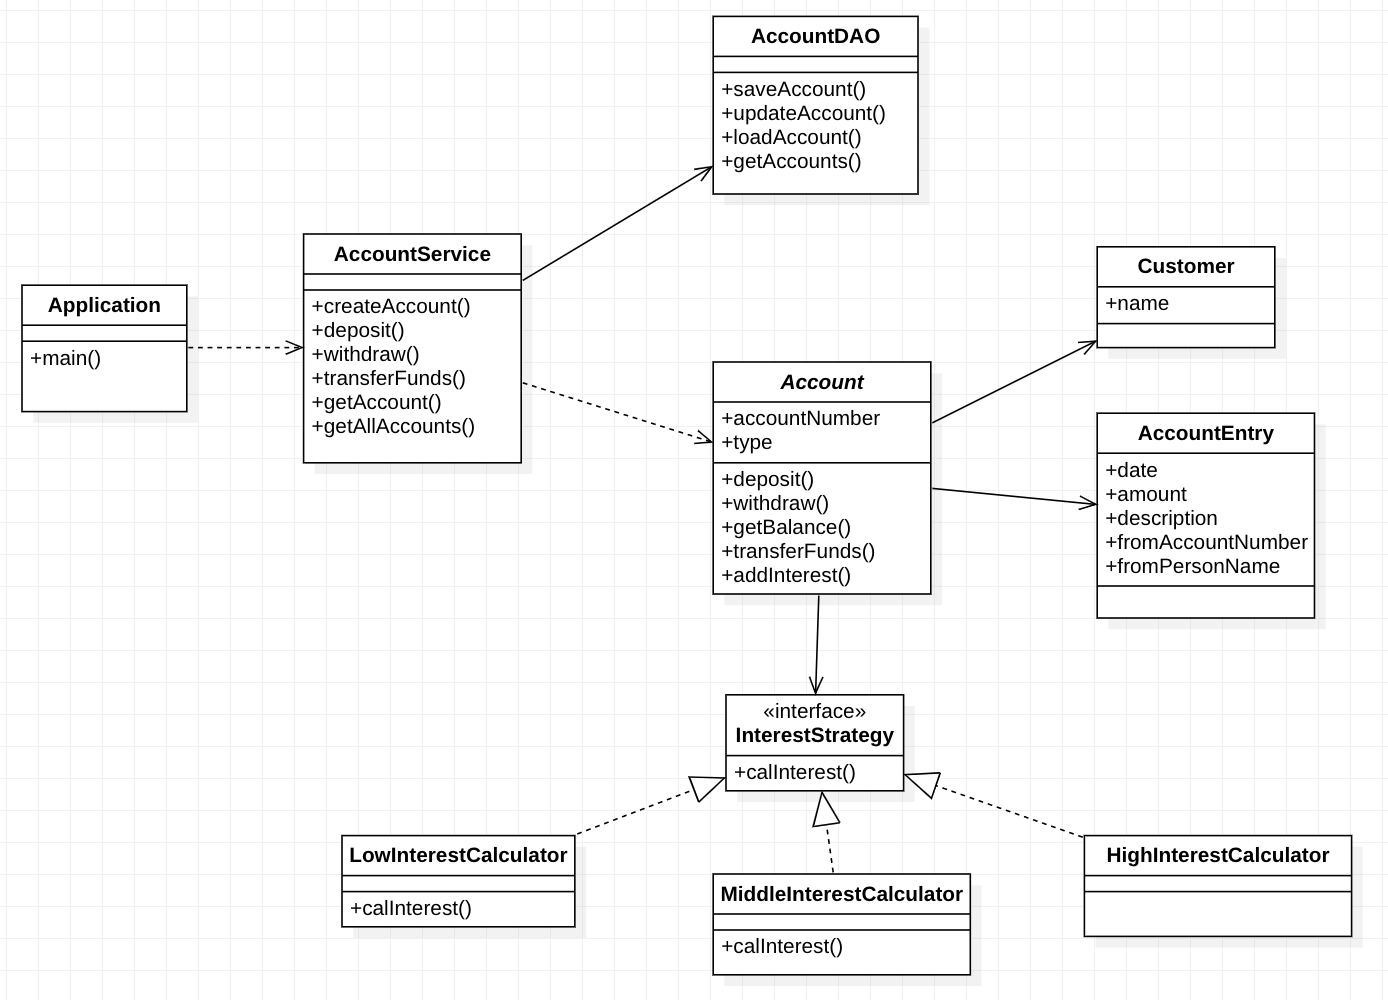 AccountDAO
+saveAccount()
+updateAccount()
+loadAccount()
+getAccounts()
AccountService
+createAccount()
+deposit()
+withdraw()
+transferFunds()
+getAccount()
+getAllAccounts()
Application
+main()
Customer
+name
Account
+accountNumber
+type
+deposit()
+withdraw()
+getBalance()
+transferFunds()
+addInterest()
AccountEntry
+date
+amount
+description
+fromAccountNumber
+fromPersonName
«interface»
InterestStrategy
+calInterest()
LowInterestCalculator
+calInterest()
MiddleInterestCalculator
+calInterest()
HighInterestCalculator